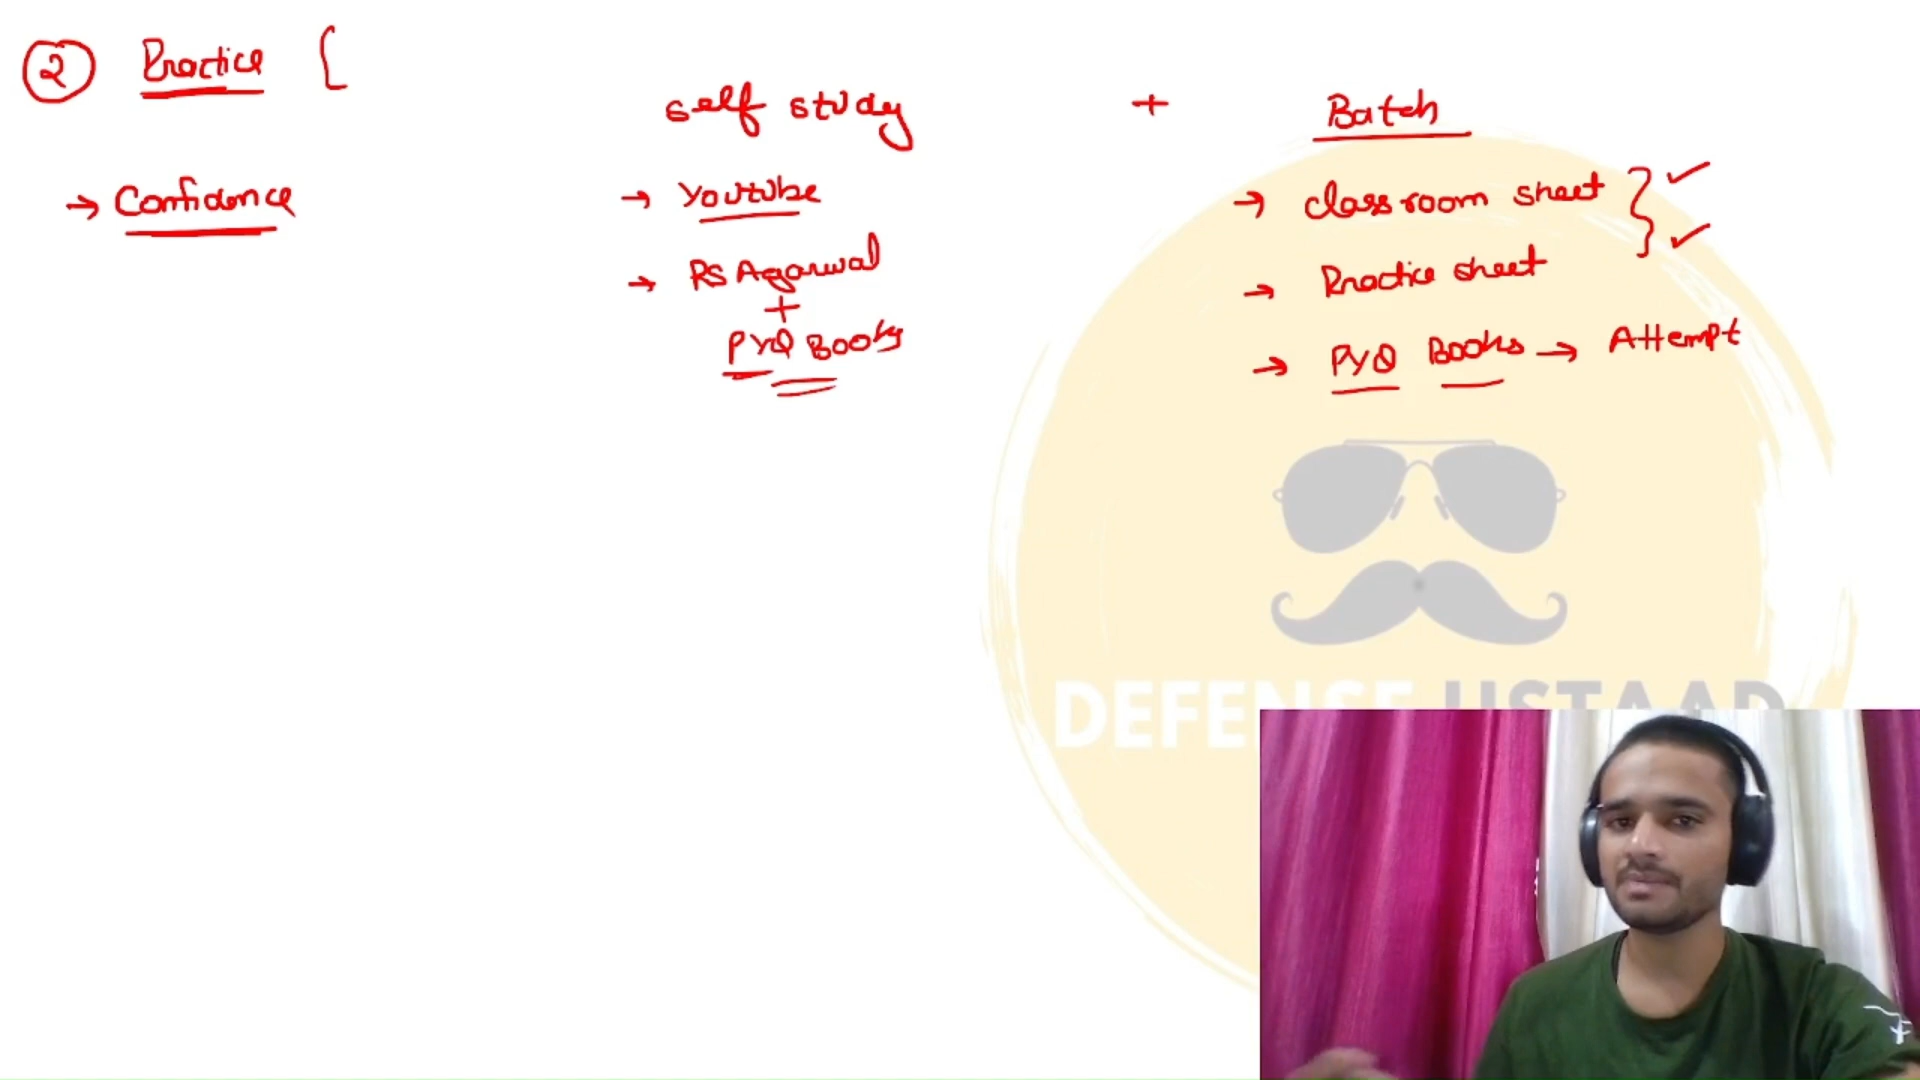 2 Practice {
→ Confidence
self study + Batch
→ Youtube
→ RS Agarwal
+
PYQ Books
→ classroom sheet } ✓ ✓
→ Practice sheet
→ PYQ Books → Attempt
DEFENSE USTAAD